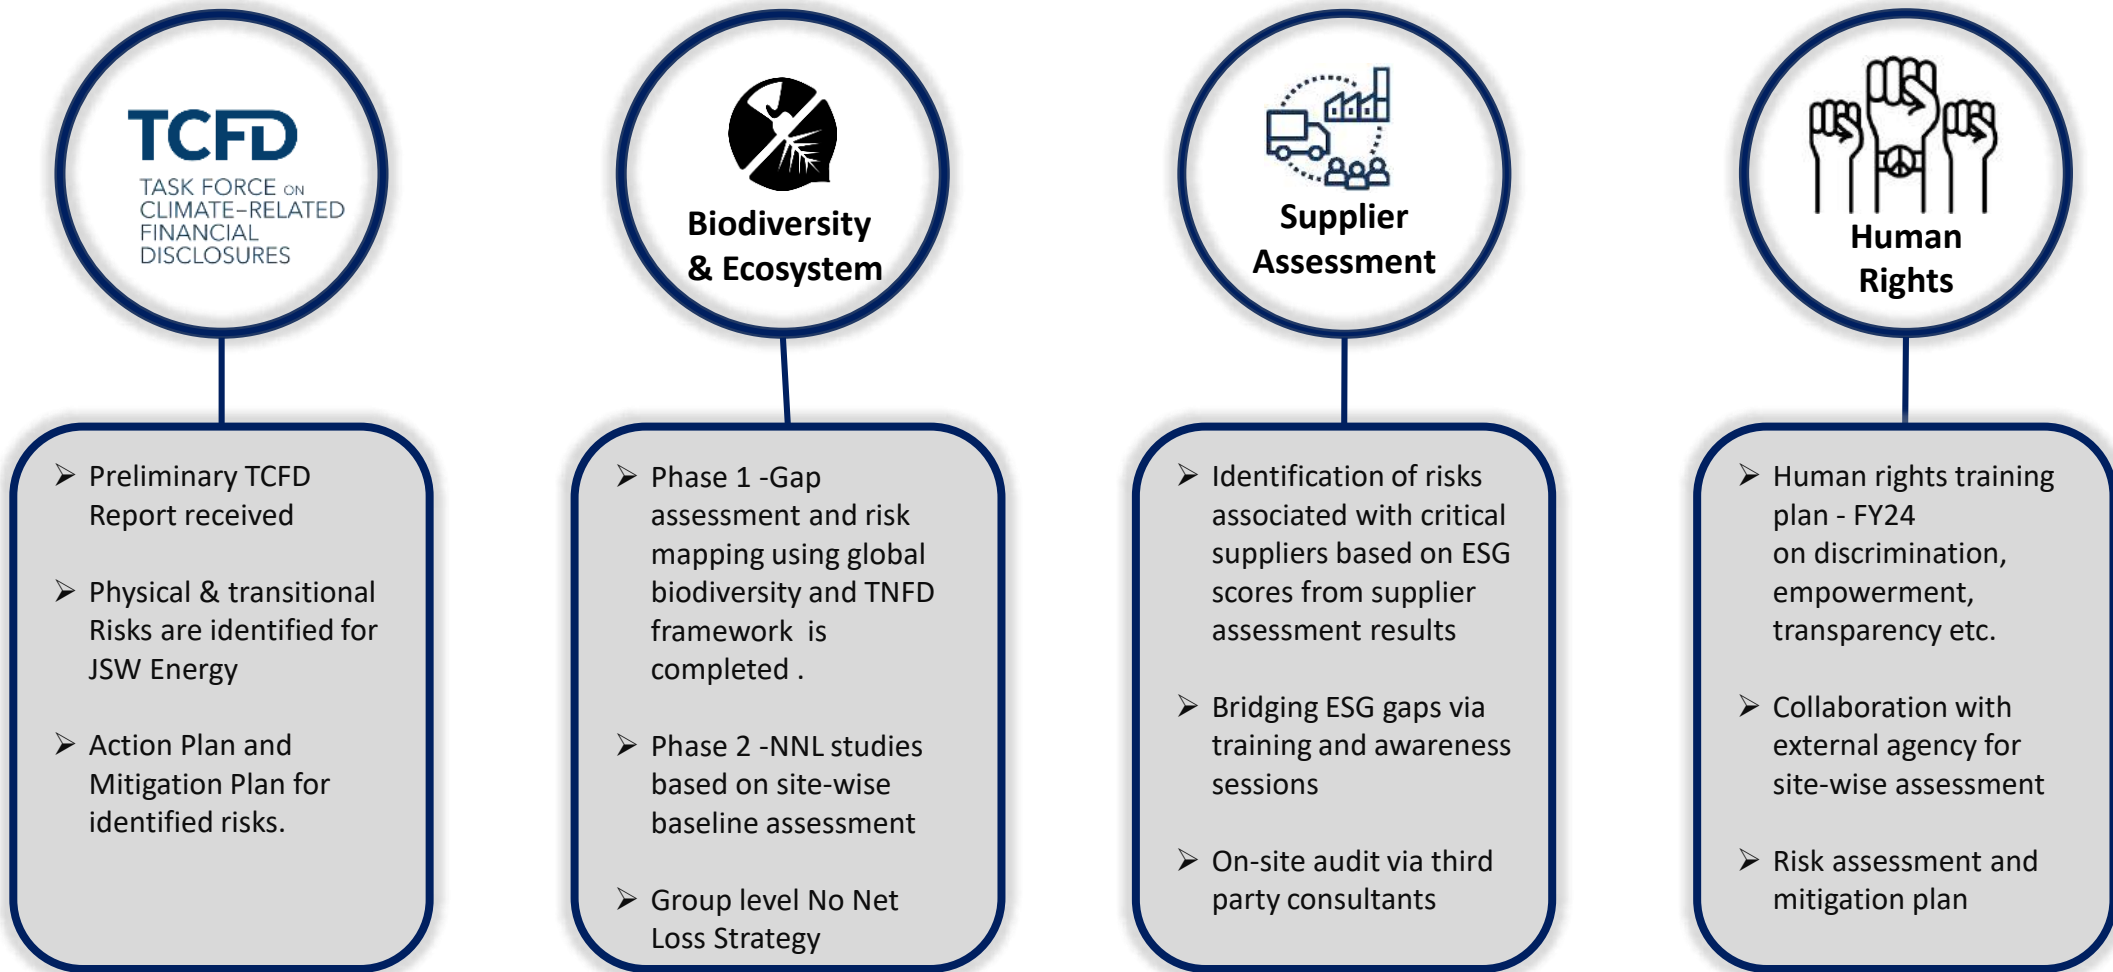 TCFD
TASK FORCE ON
CLIMATE-RELATED
FINANCIAL
DISCLOSURES
➢ Preliminary TCFD
Report received
➢ Physical & transitional
Risks are identified for
JSW Energy
➢ Action Plan and
Mitigation Plan for
identified risks.
Biodiversity
& Ecosystem
➢ Phase 1 -Gap
assessment and risk
mapping using global
biodiversity and TNFD
framework is
completed .
➢ Phase 2 -NNL studies
based on site-wise
baseline assessment
➢ Group level No Net
Loss Strategy
Supplier
Assessment
➢ Identification of risks
associated with critical
suppliers based on ESG
scores from supplier
assessment results
➢ Bridging ESG gaps via
training and awareness
sessions
➢ On-site audit via third
party consultants
Human
Rights
➢ Human rights training
plan - FY24
on discrimination,
empowerment,
transparency etc.
➢ Collaboration with
external agency for
site-wise assessment
➢ Risk assessment and
mitigation plan